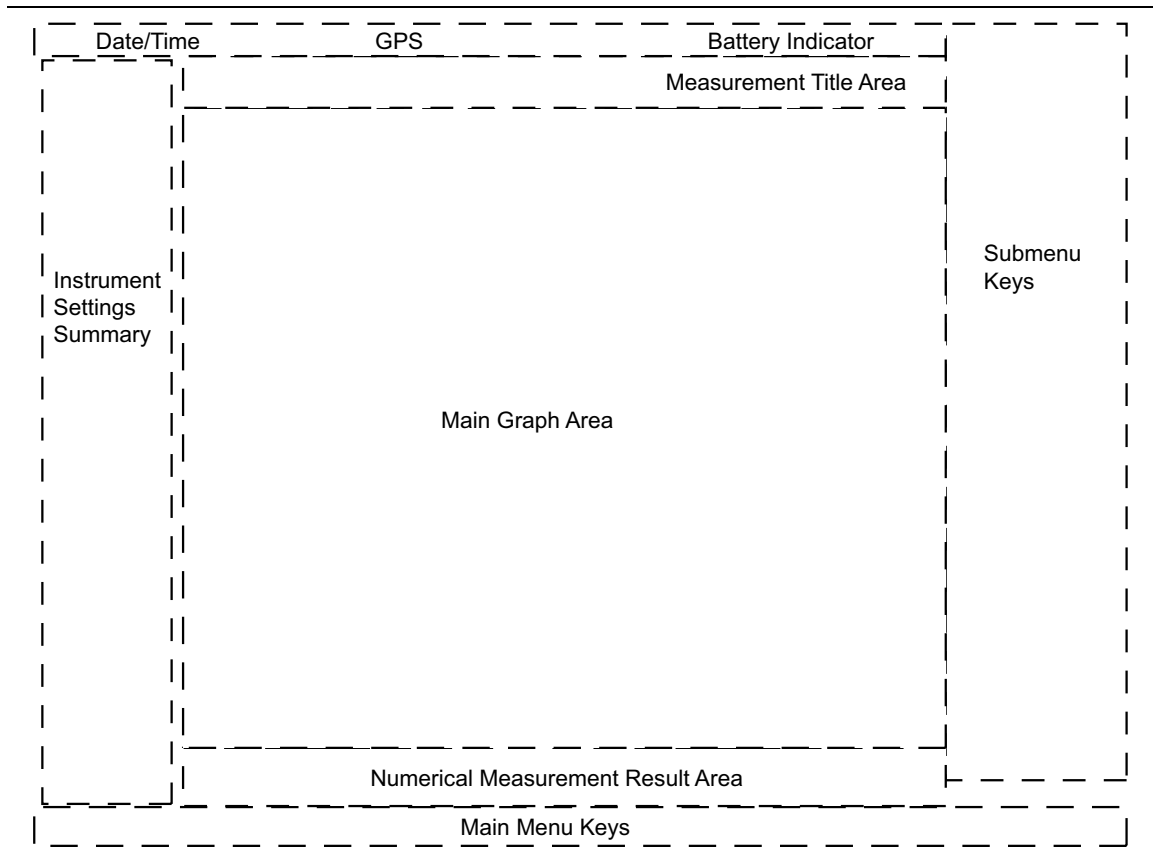 Date/Time GPS Battery Indicator
Measurement Title Area
Instrument
Settings
Summary
Submenu
Keys
Main Graph Area
Numerical Measurement Result Area
Main Menu Keys